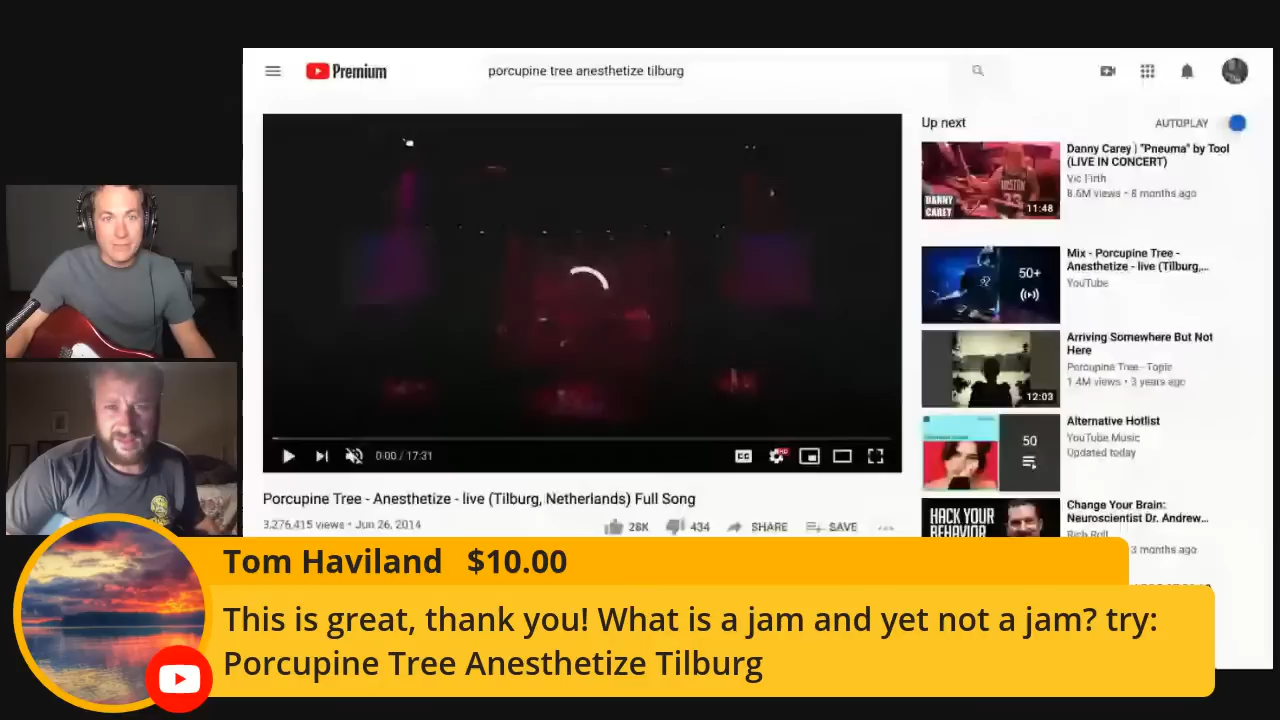 Premium
porcupine tree anesthetize tilburg
Up next
AUTOPLAY
Danny Carey | "Pneuma" by Tool
(LIVE IN CONCERT)
Vic Firth
8.6M views • 8 months ago
DANNY
CAREY
11:48
Mix - Porcupine Tree -
Anesthetize - live (Tilburg,...
YouTube
50+
Arriving Somewhere But Not
Here
Porcupine Tree - Topic
1.4M views • 3 years ago
12:03
Alternative Hotlist
YouTube Music
Updated today
50
Change Your Brain:
Neuroscientist Dr. Andrew...
Rich Roll
3 months ago
HACK YOUR
BEHAVIOR
0:00 / 17:31
CC
HD
Porcupine Tree - Anesthetize - live (Tilburg, Netherlands) Full Song
3,276,415 views • Jun 26, 2014
28K
434
SHARE
SAVE
Tom Haviland $10.00
This is great, thank you! What is a jam and yet not a jam? try:
Porcupine Tree Anesthetize Tilburg